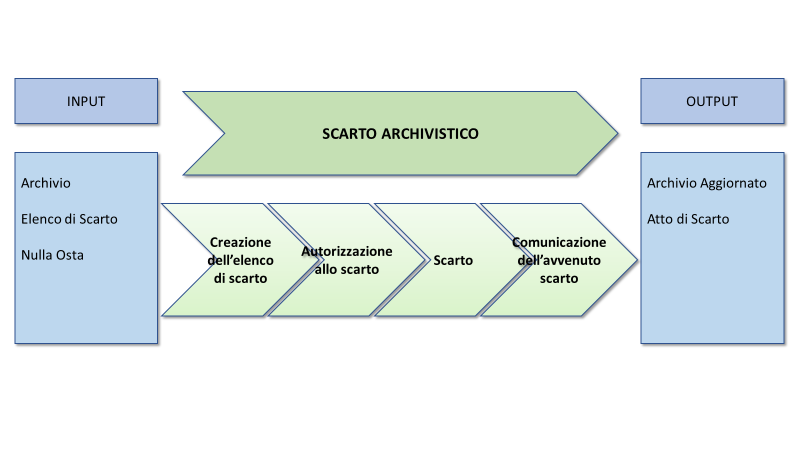 INPUT
SCARTO ARCHIVISTICO
OUTPUT
Archivio
Elenco di Scarto
Nulla Osta
Creazione
dell’elenco
di scarto
Autorizzazione
allo scarto
Scarto
Comunicazione
dell’avvenuto
scarto
Archivio Aggiornato
Atto di Scarto